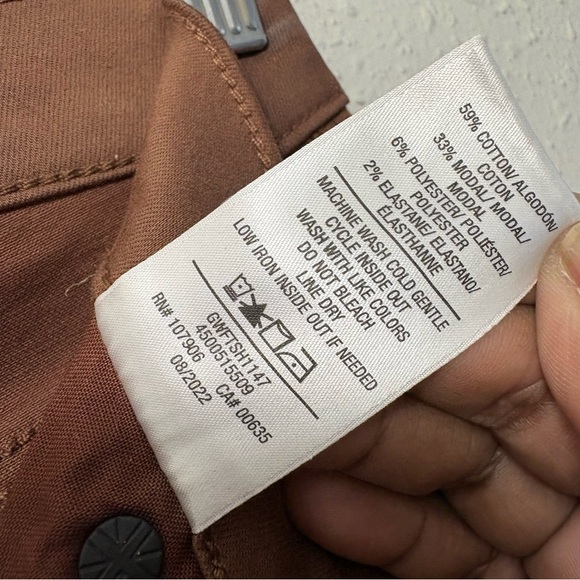 59% COTTON/ALGODÓN/
COTON
33% MODAL/MODAL/
MODAL
6% POLYESTER/POLIÉSTER/
POLYESTER
2% ELASTANE/ELASTANO/
ÉLASTHANNE
MACHINE WASH COLD GENTLE
CYCLE INSIDE OUT
WASH WITH LIKE COLORS
DO NOT BLEACH
LINE DRY
LOW IRON INSIDE OUT IF NEEDED
GWFTSH1147
4500515509
RN# 107906 CA# 00635
08/2022